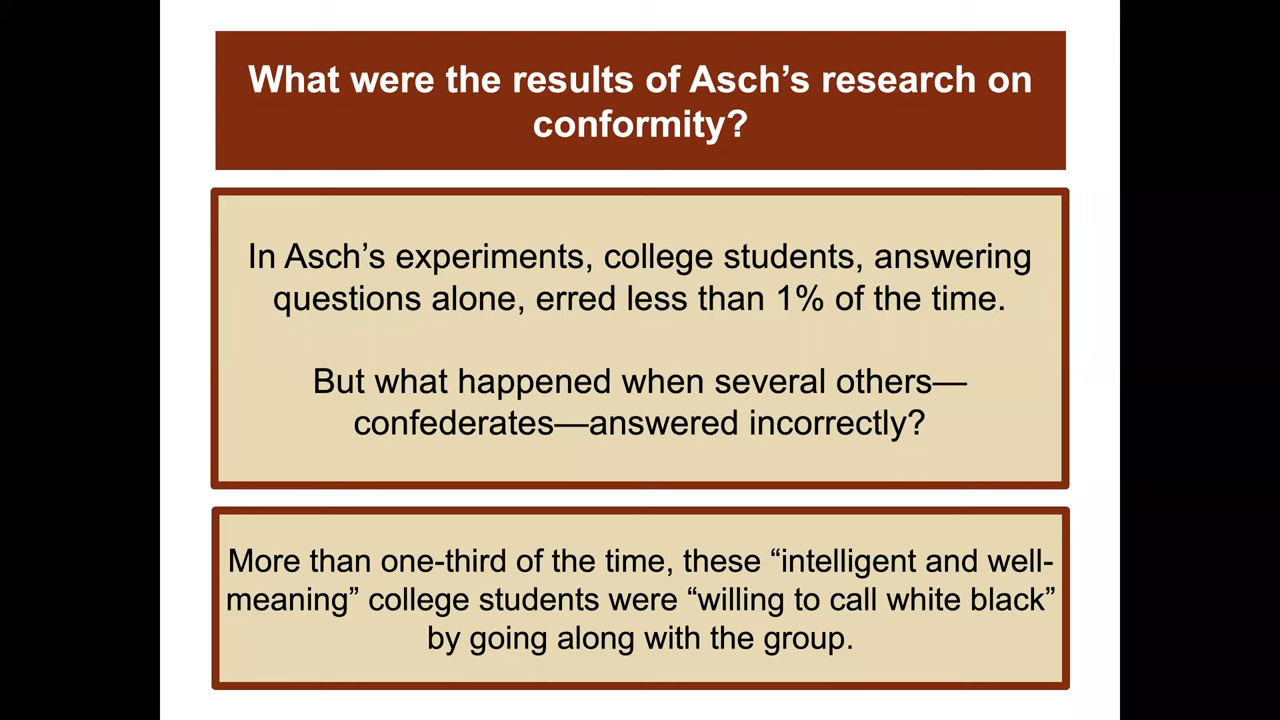 What were the results of Asch’s research on
conformity?
In Asch’s experiments, college students, answering
questions alone, erred less than 1% of the time.
But what happened when several others—
confederates—answered incorrectly?
More than one-third of the time, these “intelligent and well-
meaning” college students were “willing to call white black”
by going along with the group.